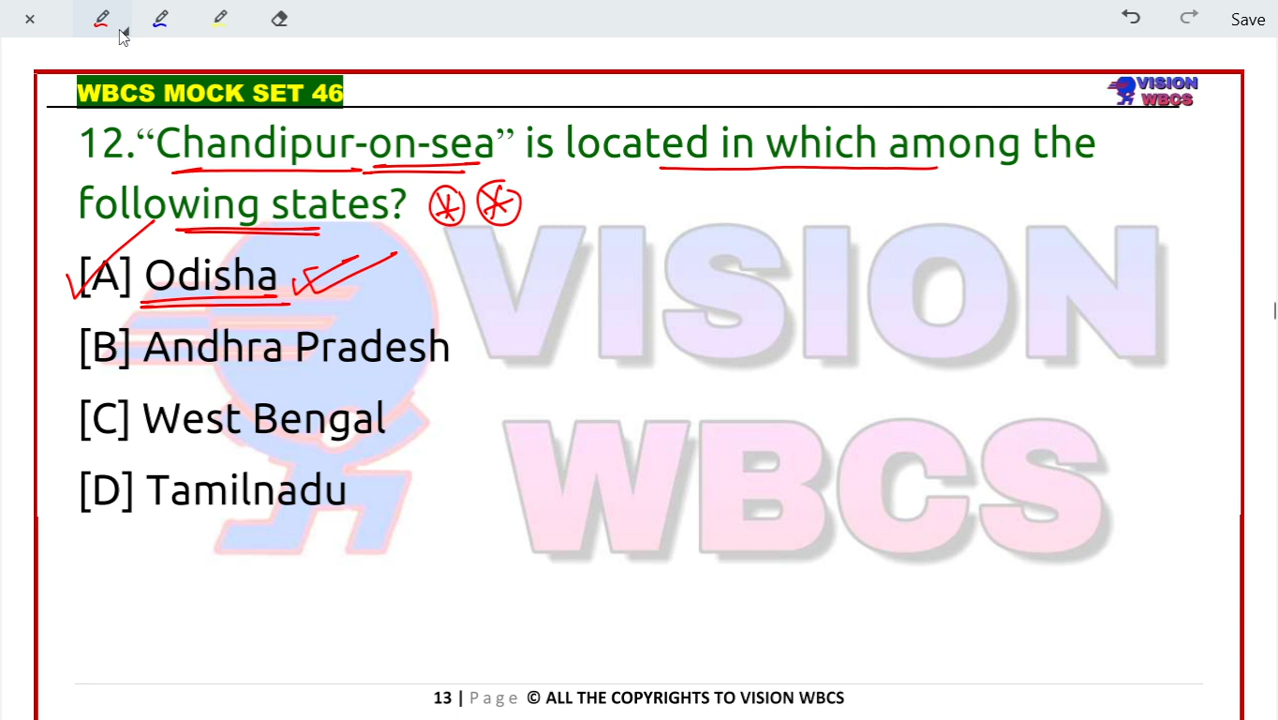 Save
WBCS MOCK SET 46
VISION
WBCS
12.“Chandipur-on-sea” is located in which among the
following states?
[A] Odisha
[B] Andhra Pradesh
[C] West Bengal
[D] Tamilnadu
VISION
WBCS
13 | Page © ALL THE COPYRIGHTS TO VISION WBCS